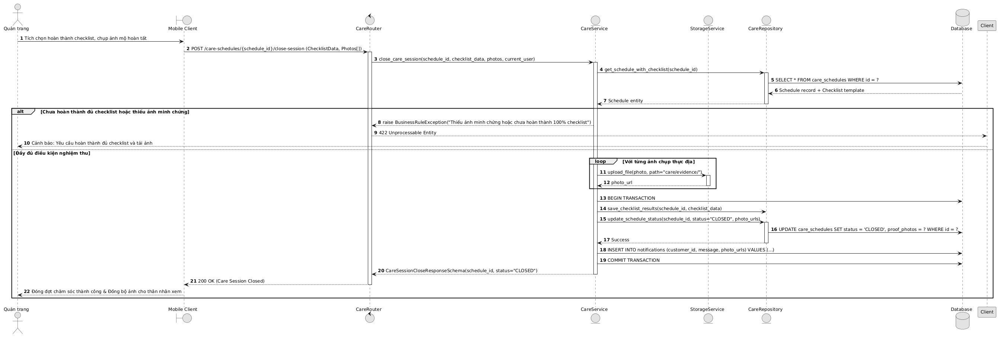 Quản trang
Mobile Client
CareRouter
CareService
StorageService
CareRepository
Database
Client
1 Tích chọn hoàn thành checklist, chụp ảnh mộ hoàn tất
2 POST /care-schedules/{schedule_id}/close-session (ChecklistData, Photos[])
3 close_care_session(schedule_id, checklist_data, photos, current_user)
4 get_schedule_with_checklist(schedule_id)
5 SELECT * FROM care_schedules WHERE id = ?
6 Schedule record + Checklist template
7 Schedule entity
alt [Chưa hoàn thành đủ checklist hoặc thiếu ảnh minh chứng]
8 raise BusinessRuleException("Thiếu ảnh minh chứng hoặc chưa hoàn thành 100% checklist")
9 422 Unprocessable Entity
10 Cảnh báo: Yêu cầu hoàn thành đủ checklist và tải ảnh
[Đầy đủ điều kiện nghiệm thu]
loop [Với từng ảnh chụp thực địa]
11 upload_file(photo, path="care/evidence/")
12 photo_url
13 BEGIN TRANSACTION
14 save_checklist_results(schedule_id, checklist_data)
15 update_schedule_status(schedule_id, status="CLOSED", photo_urls)
16 UPDATE care_schedules SET status = 'CLOSED', proof_photos = ? WHERE id = ?
17 Success
18 INSERT INTO notifications (customer_id, message, photo_urls) VALUES (...)
19 COMMIT TRANSACTION
20 CareSessionCloseResponseSchema(schedule_id, status="CLOSED")
21 200 OK (Care Session Closed)
22 Đóng đợt chăm sóc thành công & Đồng bộ ảnh cho thân nhân xem
Quản trang
Mobile Client
CareRouter
CareService
StorageService
CareRepository
Database
Client